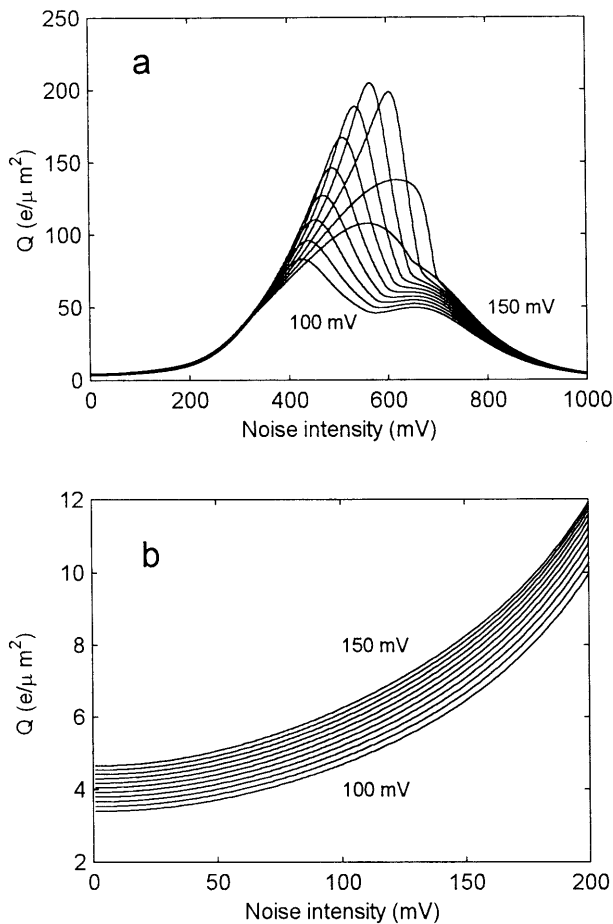 250
a
200
150
Q (e/μ m²)
100
50
100 mV
150 mV
0
0 200 400 600 800 1000
Noise intensity (mV)
12
b
10
8
150 mV
Q (e/μ m²)
6
4
100 mV
2
0 50 100 150 200
Noise intensity (mV)